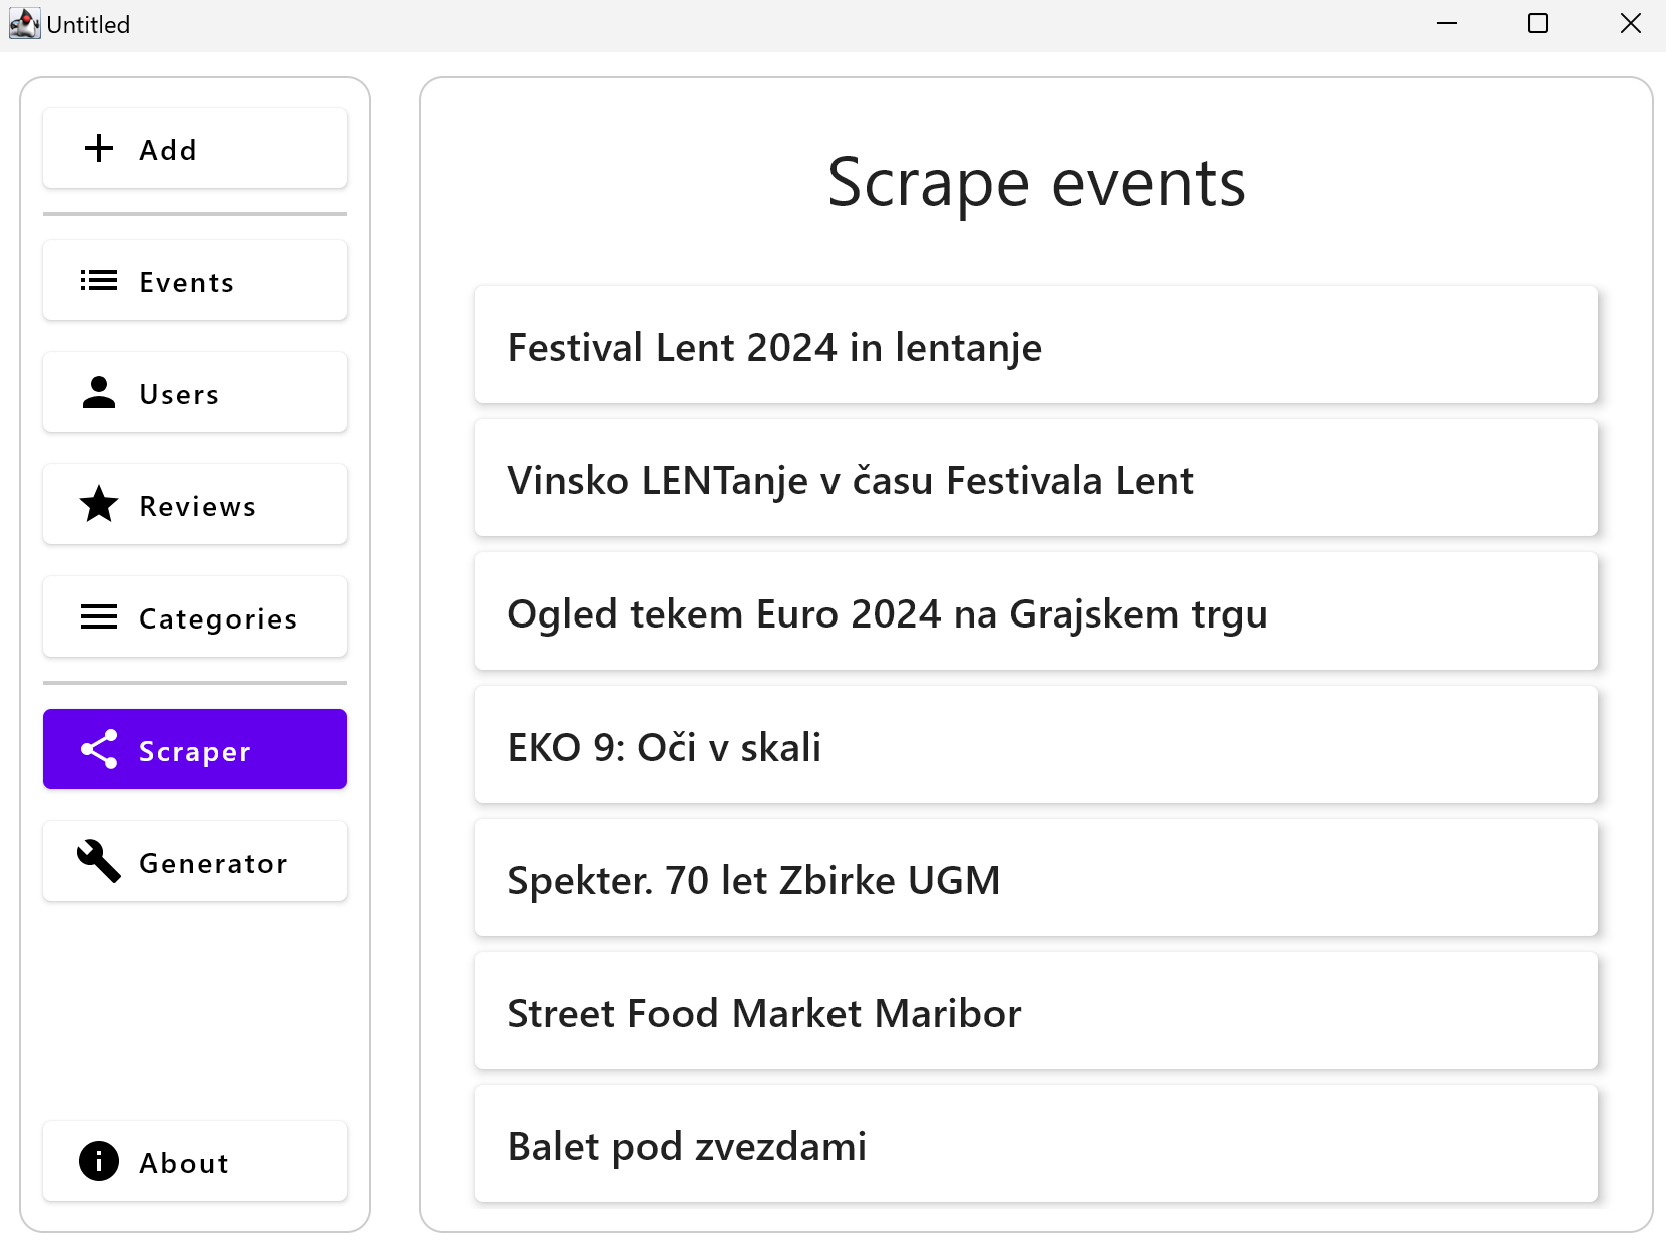 Untitled
Add
Events
Users
Reviews
Categories
Scraper
Generator
About
Scrape events
Festival Lent 2024 in lentanje
Vinsko LENTanje v času Festivala Lent
Ogled tekem Euro 2024 na Grajskem trgu
EKO 9: Oči v skali
Spekter. 70 let Zbirke UGM
Street Food Market Maribor
Balet pod zvezdami